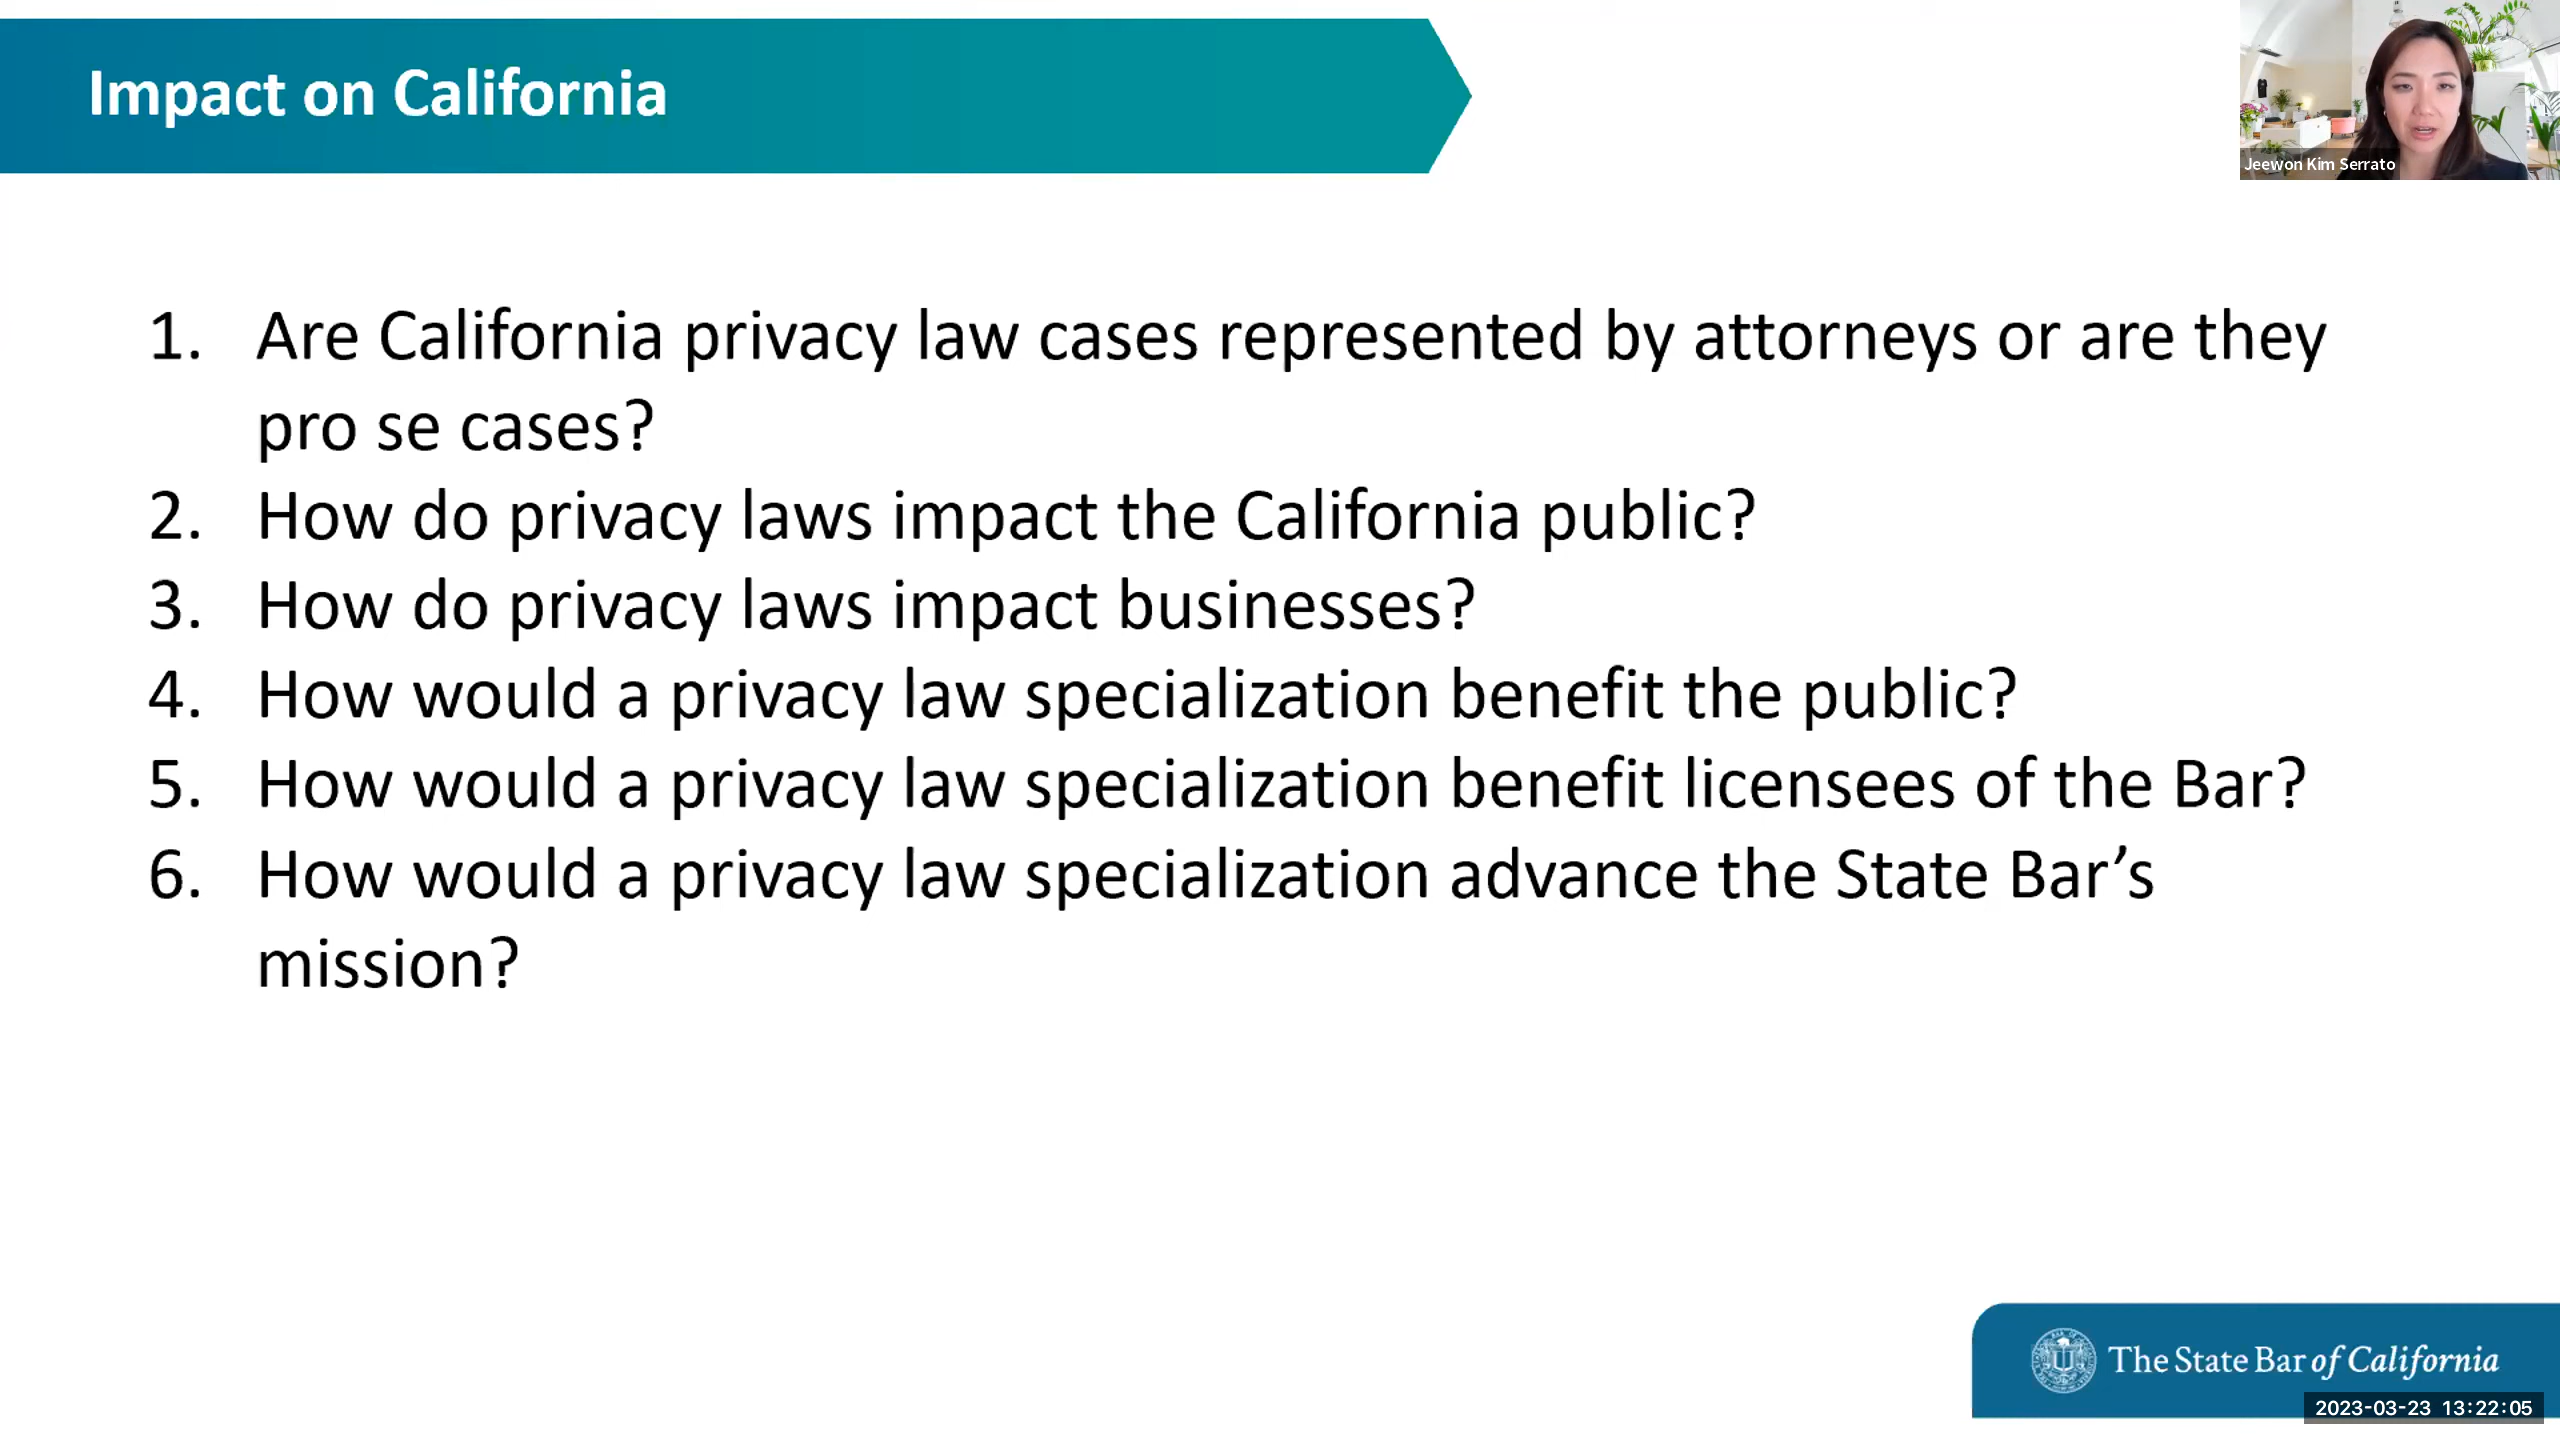 Impact on California
Jeewon Kim Serrato
1. Are California privacy law cases represented by attorneys or are they
pro se cases?
2. How do privacy laws impact the California public?
3. How do privacy laws impact businesses?
4. How would a privacy law specialization benefit the public?
5. How would a privacy law specialization benefit licensees of the Bar?
6. How would a privacy law specialization advance the State Bar’s
mission?
The State Bar of California
2023-03-23 13:22:05